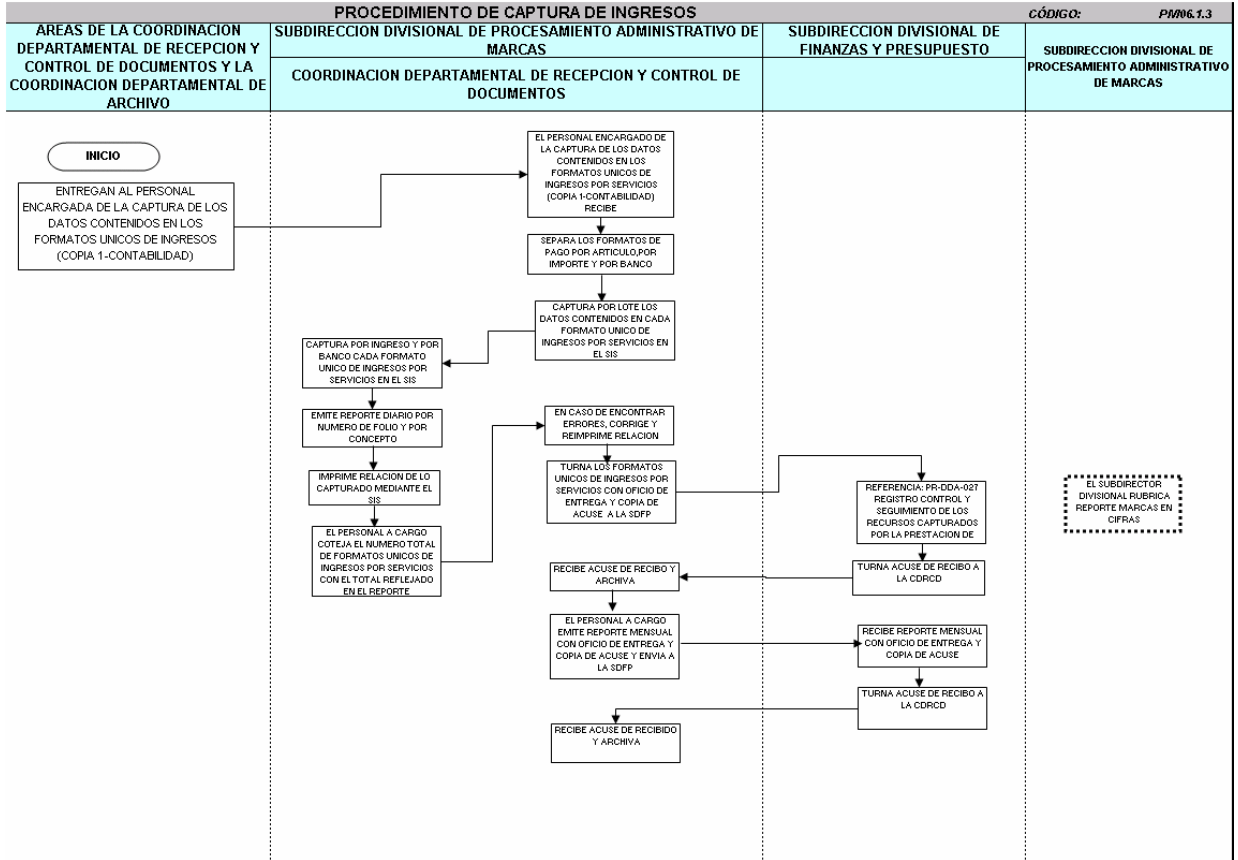 PROCEDIMIENTO DE CAPTURA DE INGRESOS
CÓDIGO: PM06.1.3
AREAS DE LA COORDINACION
DEPARTAMENTAL DE RECEPCION Y
CONTROL DE DOCUMENTOS Y LA
COORDINACION DEPARTAMENTAL DE
ARCHIVO
SUBDIRECCION DIVISIONAL DE PROCESAMIENTO ADMINISTRATIVO DE
MARCAS
COORDINACION DEPARTAMENTAL DE RECEPCION Y CONTROL DE
DOCUMENTOS
SUBDIRECCION DIVISIONAL DE
FINANZAS Y PRESUPUESTO
SUBDIRECCION DIVISIONAL DE
PROCESAMIENTO ADMINISTRATIVO
DE MARCAS
INICIO
ENTREGAN AL PERSONAL
ENCARGADA DE LA CAPTURA DE LOS
DATOS CONTENIDOS EN LOS
FORMATOS UNICOS DE INGRESOS
(COPIA 1-CONTABILIDAD)
EL PERSONAL ENCARGADO DE
LA CAPTURA DE LOS DATOS
CONTENIDOS EN LOS
FORMATOS UNICOS DE
INGRESOS POR SERVICIOS
(COPIA 1-CONTABILIDAD)
RECIBE
SEPARA LOS FORMATOS DE
PAGO POR ARTICULO,POR
IMPORTE Y POR BANCO
CAPTURA POR LOTE LOS
DATOS CONTENIDOS EN CADA
FORMATO UNICO DE
INGRESOS POR SERVICIOS EN
EL SIS
CAPTURA POR INGRESO Y POR
BANCO CADA FORMATO
UNICO DE INGRESOS POR
SERVICIOS EN EL SIS
EMITE REPORTE DIARIO POR
NUMERO DE FOLIO Y POR
CONCEPTO
IMPRIME RELACION DE LO
CAPTURADO MEDIANTE EL
SIS
EL PERSONAL A CARGO
COTEJA EL NUMERO TOTAL
DE FORMATOS UNICOS DE
INGRESOS POR SERVICIOS
CON EL TOTAL REFLEJADO
EN EL REPORTE
EN CASO DE ENCONTRAR
ERRORES, CORRIGE Y
REIMPRIME RELACION
TURNA LOS FORMATOS
UNICOS DE INGRESOS POR
SERVICIOS CON OFICIO DE
ENTREGA Y COPIA DE
ACUSE A LA SDFP
REFERENCIA: PR-DDA-027
REGISTRO CONTROL Y
SEGUIMIENTO DE LOS
RECURSOS CAPTURADOS
POR LA PRESTACION DE
EL SUBDIRECTOR
DIVISIONAL RUBRICA
REPORTE MARCAS EN
CIFRAS
TURNA ACUSE DE RECIBO A
LA CDRCD
RECIBE ACUSE DE RECIBO Y
ARCHIVA
EL PERSONAL A CARGO
EMITE REPORTE MENSUAL
CON OFICIO DE ENTREGA Y
COPIA DE ACUSE Y ENVIA A
LA SDFP
RECIBE REPORTE MENSUAL
CON OFICIO DE ENTREGA Y
COPIA DE ACUSE
TURNA ACUSE DE RECIBO A
LA CDRCD
RECIBE ACUSE DE RECIBIDO
Y ARCHIVA